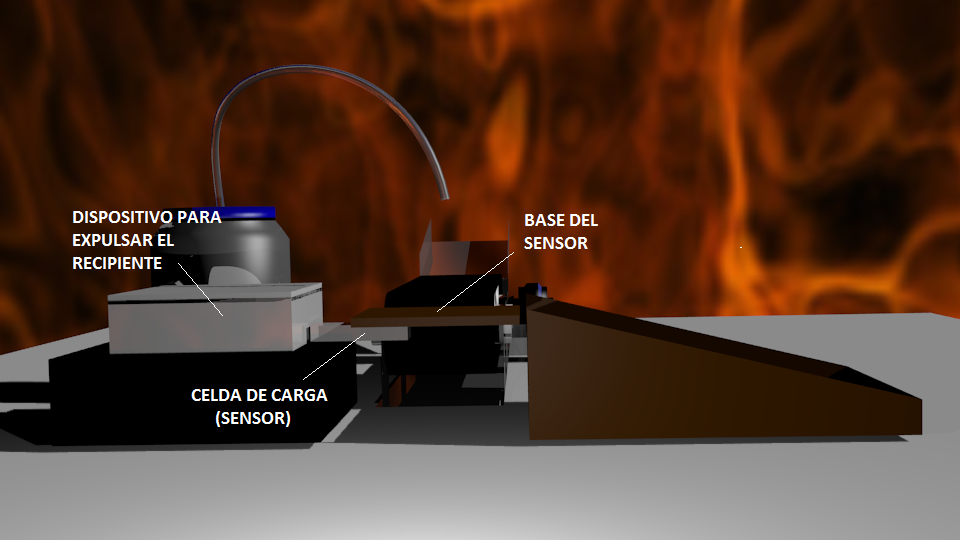 DISPOSITIVO PARA
EXPULSAR EL
RECIPIENTE
BASE DEL
SENSOR
CELDA DE CARGA
(SENSOR)